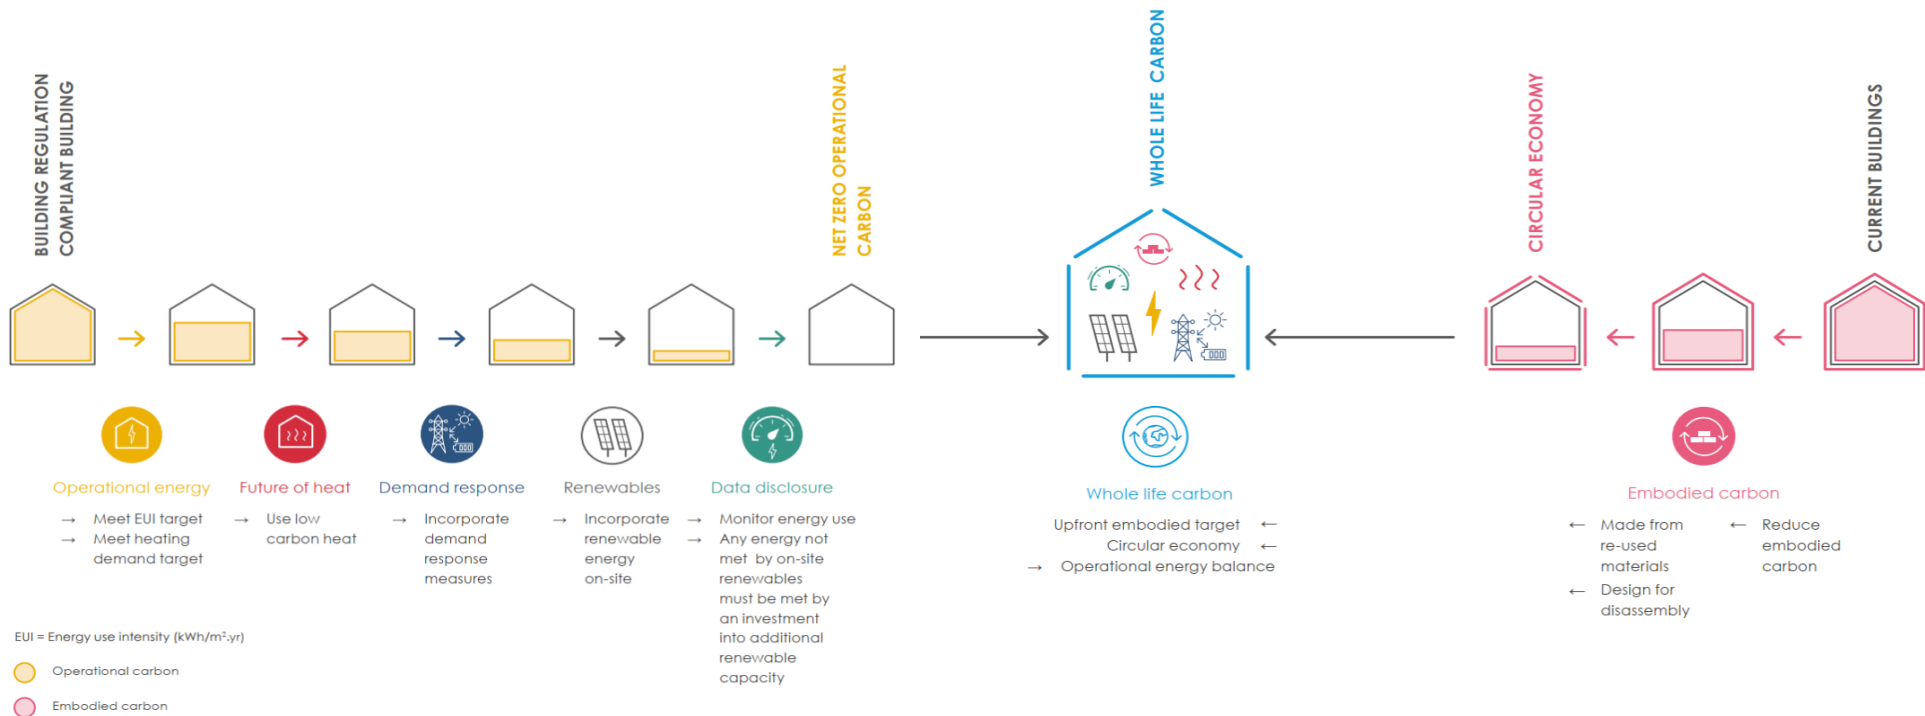 BUILDING REGULATION
COMPLIANT BUILDING
NET ZERO OPERATIONAL
CARBON
WHOLE LIFE CARBON
CIRCULAR ECONOMY
CURRENT BUILDINGS
Operational energy
→ Meet EUI target
→ Meet heating
demand target
Future of heat
→ Use low
carbon heat
Demand response
→ Incorporate
demand
response
measures
Renewables
→ Incorporate
renewable
energy
on-site
Data disclosure
→ Monitor energy use
→ Any energy not
met by on-site
renewables
must be met by
an investment
into additional
renewable
capacity
Whole life carbon
Upfront embodied target ←
Circular economy ←
→ Operational energy balance
Embodied carbon
← Made from
re-used
materials
← Design for
disassembly
← Reduce
embodied
carbon
EUI = Energy use intensity (kWh/m².yr)
Operational carbon
Embodied carbon